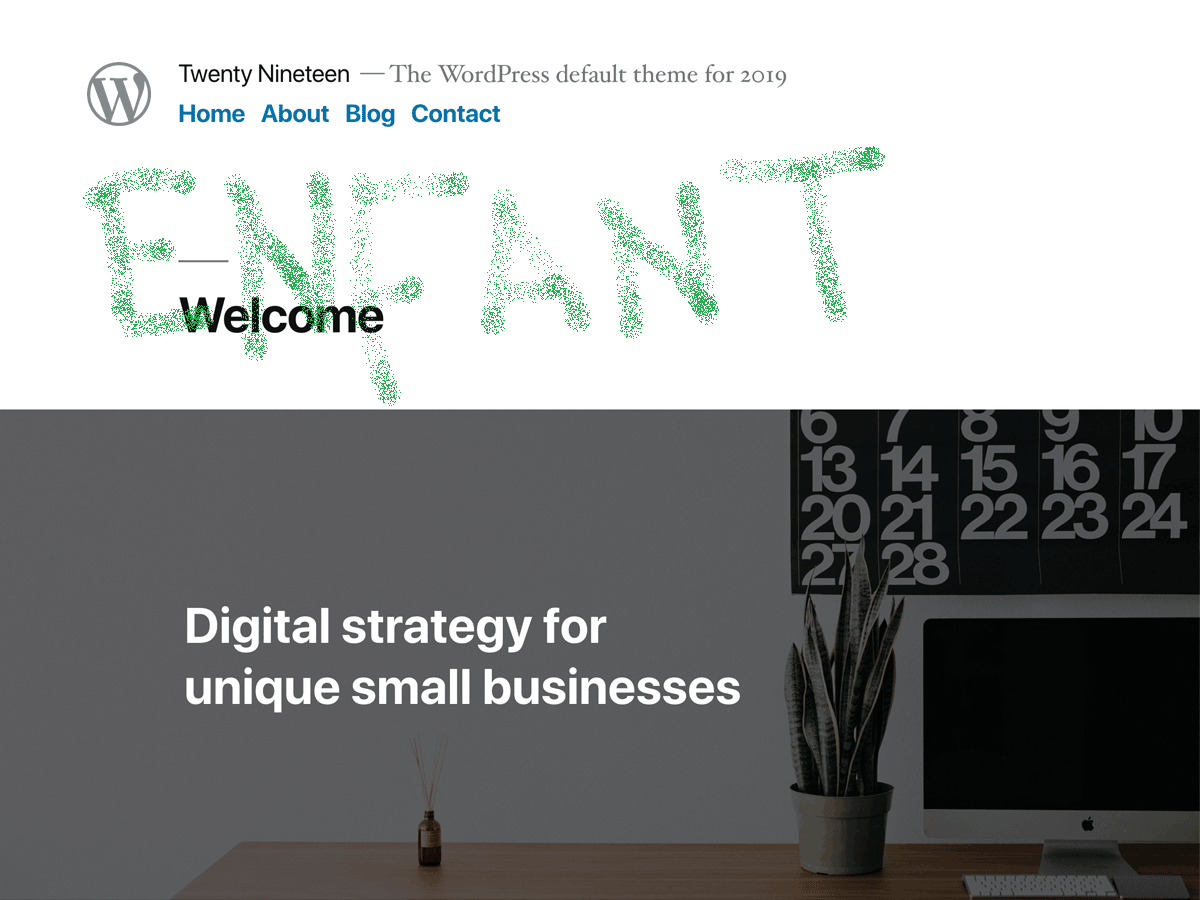 Twenty Nineteen — The WordPress default theme for 2019
Home About Blog Contact
ENFANT
Welcome
6 7 8 9 10
13 14 15 16 17
20 21 22 23 24
27 28
Digital strategy for
unique small businesses